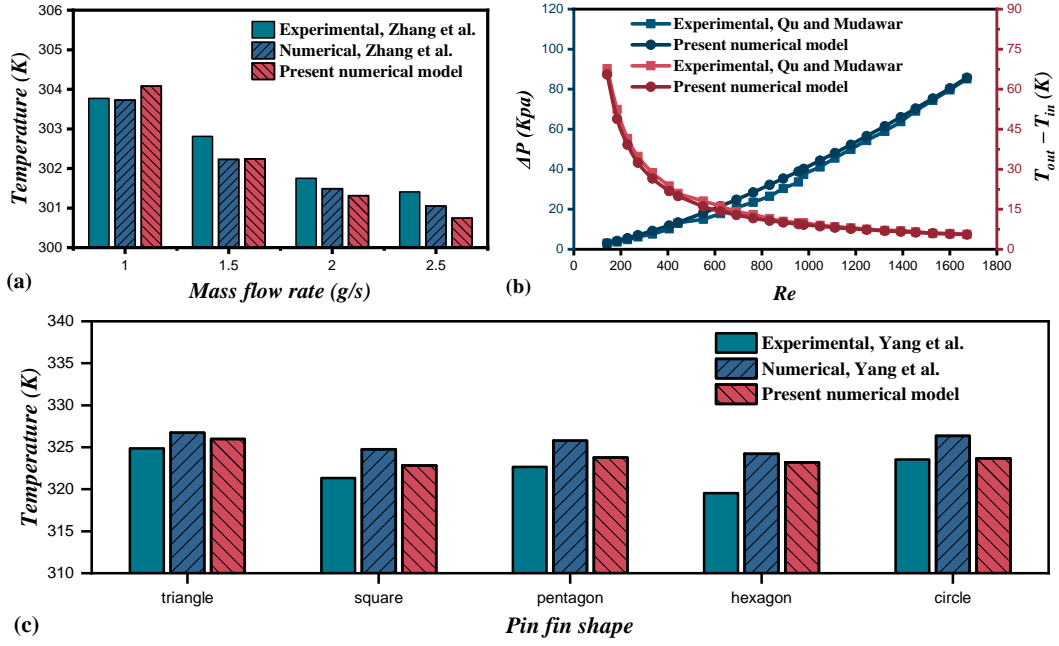 306
305
304
303
302
301
300
Temperature (K)
Experimental, Zhang et al.
Numerical, Zhang et al.
Present numerical model
1
1.5
2
2.5
Mass flow rate (g/s)
(a)
120
100
80
60
40
20
0
ΔP (Kpa)
Experimental, Qu and Mudawar
Present numerical model
Experimental, Qu and Mudawar
Present numerical model
90
75
60
45
30
15
0
T_out – T_in (K)
0
200
400
600
800
1000
1200
1400
1600
1800
Re
(b)
340
335
330
325
320
315
310
Temperature (K)
Experimental, Yang et al.
Numerical, Yang et al.
Present numerical model
triangle
square
pentagon
hexagon
circle
Pin fin shape
(c)